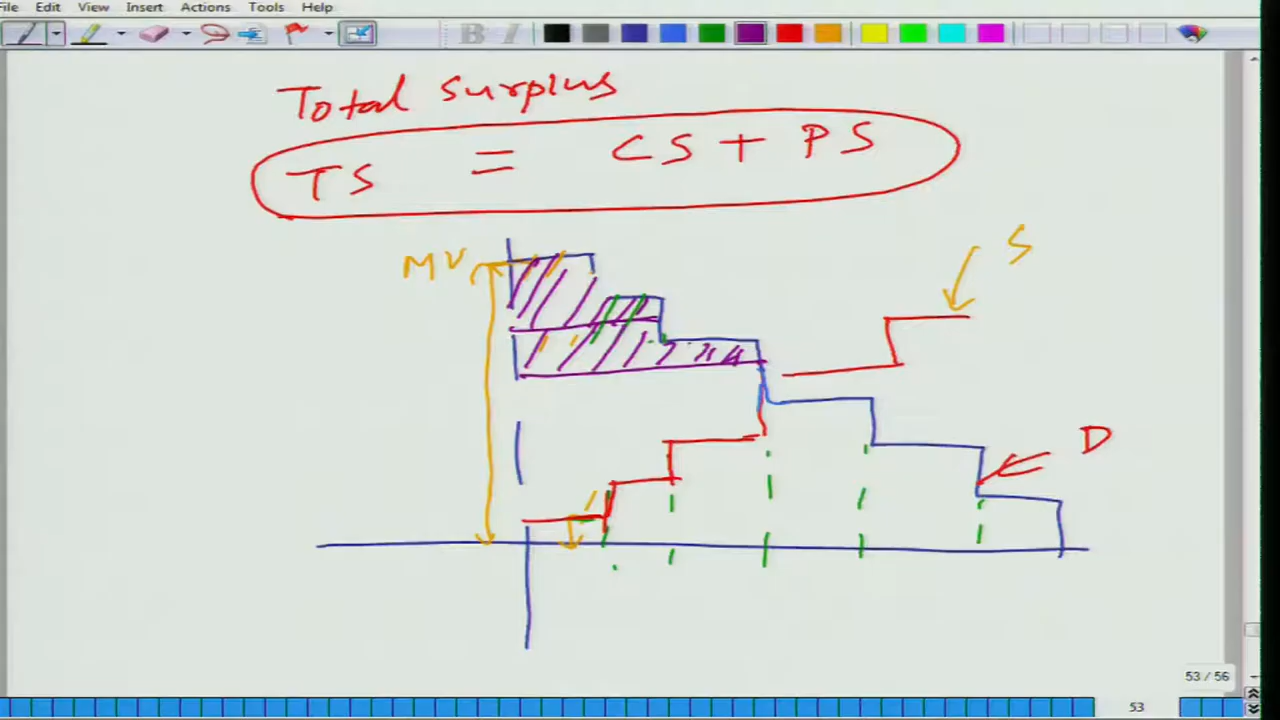 File Edit View Insert Actions Tools Help
B I
Total surplus
TS = CS + PS
MV
S
D
53 / 56
53